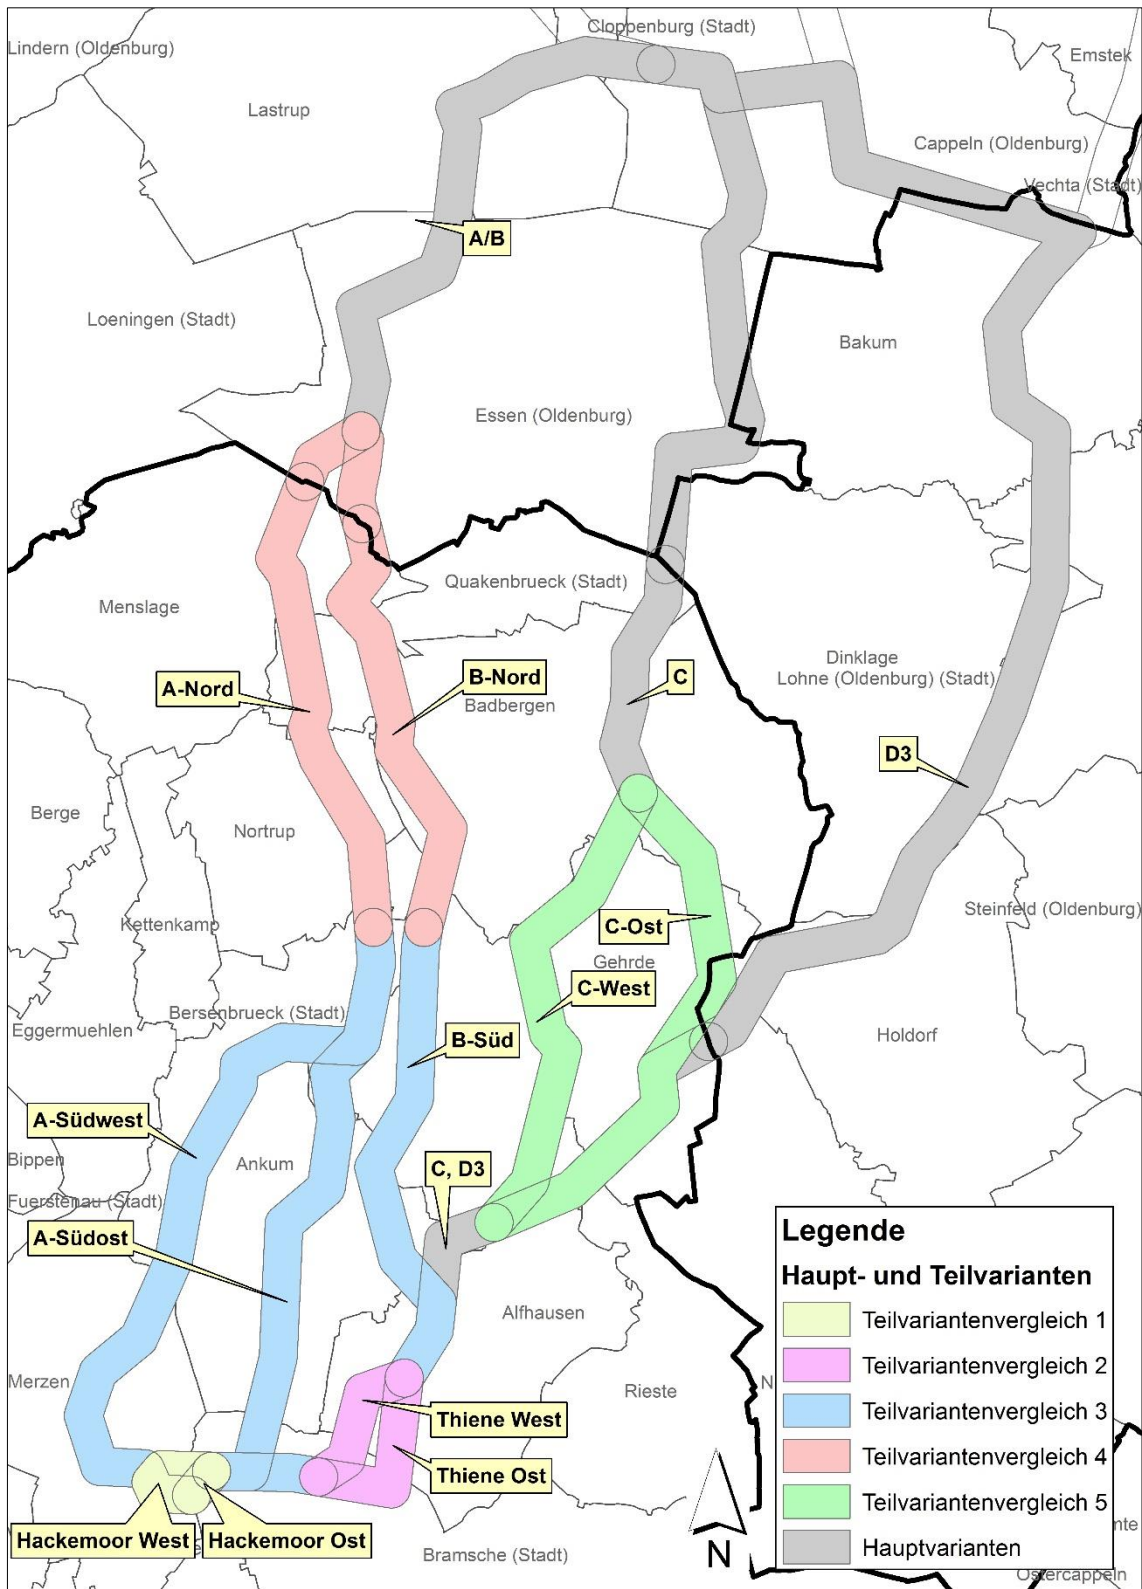 Cloppenburg (Stadt)
Lindern (Oldenburg)
Emstek
Lastrup
Cappeln (Oldenburg)
Vechta (Stadt)
A/B
Loeningen (Stadt)
Bakum
Essen (Oldenburg)
Quakenbrueck (Stadt)
Menslage
Dinklage
Lohne (Oldenburg) (Stadt)
A-Nord
B-Nord
C
Badbergen
D3
Berge
Nortrup
Steinfeld (Oldenburg)
Kettenkamp
C-Ost
Gehrde
C-West
Bersenbrueck (Stadt)
Eggermuehlen
B-Süd
Holdorf
A-Südwest
Bippen
Ankum
C, D3
Fuerstenau (Stadt)
A-Südost
Legende
Haupt- und Teilvarianten
Alfhausen
Teilvariantenvergleich 1
Merzen
Rieste
N
Teilvariantenvergleich 2
Thiene West
Teilvariantenvergleich 3
Thiene Ost
Teilvariantenvergleich 4
Teilvariantenvergleich 5
Hackemoor West
Hackemoor Ost
mte
Bramsche (Stadt)
N
Hauptvarianten
Ostercappeln